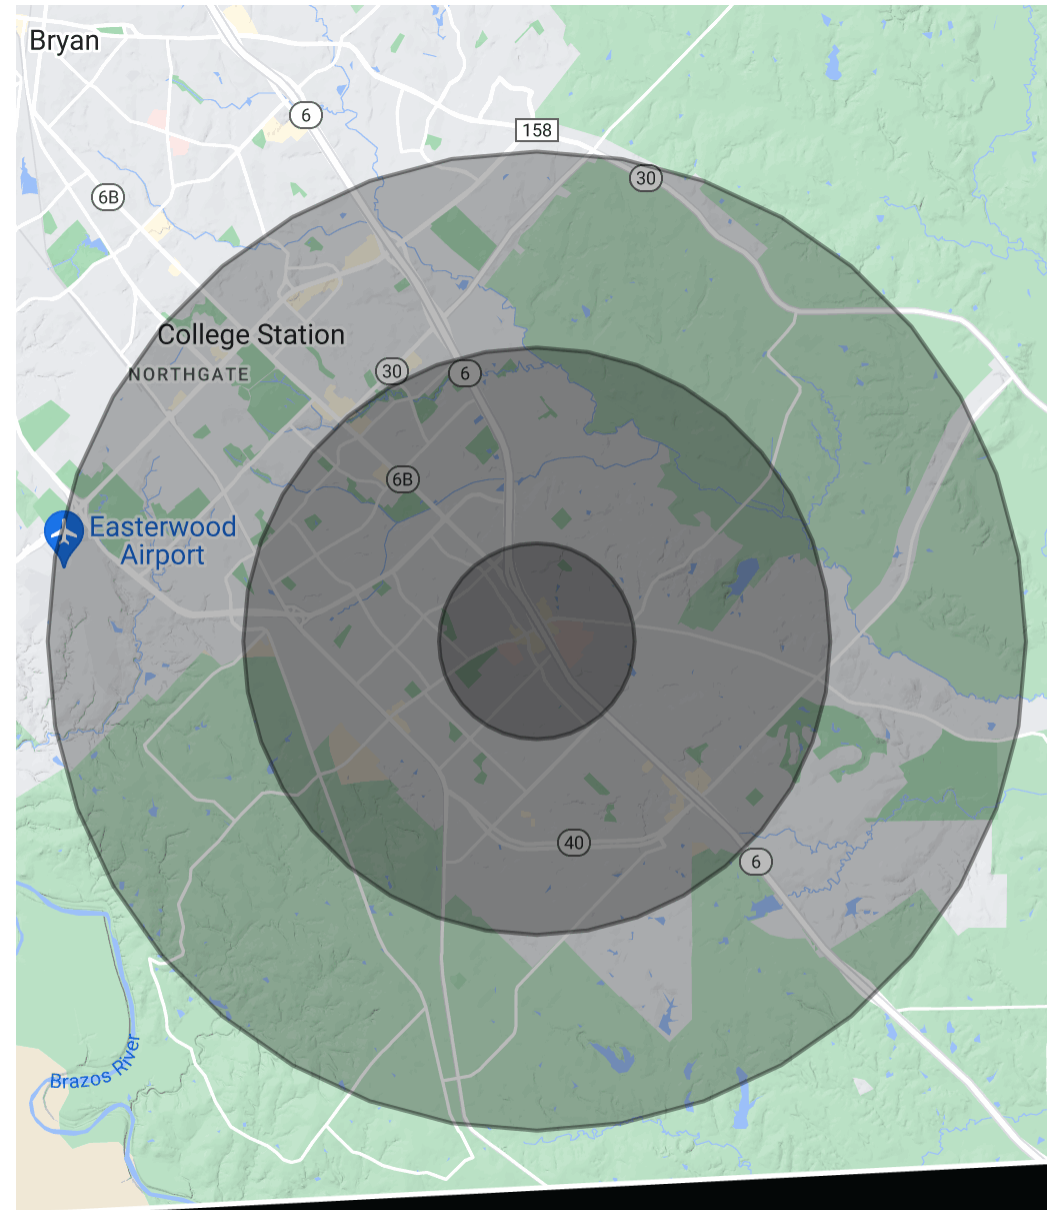 Bryan
6
158
30
6B
College Station
NORTHGATE
30
6
6B
Easterwood
Airport
40
6
Brazos River